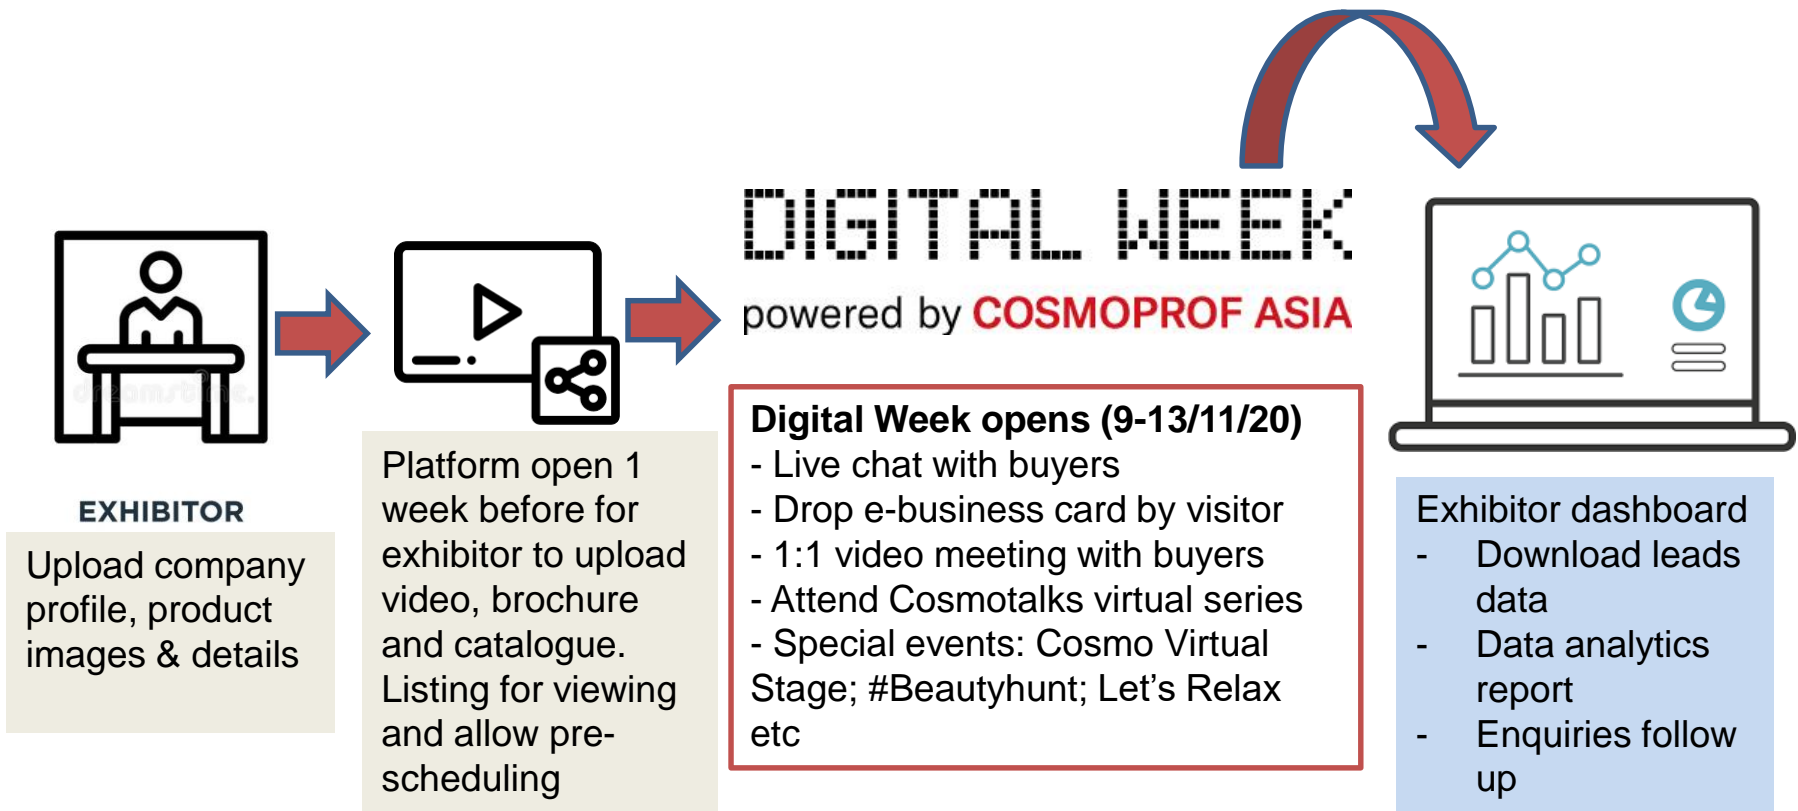 DIGITAL WEEK
powered by COSMOPROF ASIA
dreamstime.
EXHIBITOR
Upload company
profile, product
images & details
Platform open 1
week before for
exhibitor to upload
video, brochure
and catalogue.
Listing for viewing
and allow pre-
scheduling
Digital Week opens (9-13/11/20)
- Live chat with buyers
- Drop e-business card by visitor
- 1:1 video meeting with buyers
- Attend Cosmotalks virtual series
- Special events: Cosmo Virtual
Stage; #Beautyhunt; Let’s Relax
etc
Exhibitor dashboard
- Download leads
data
- Data analytics
report
- Enquiries follow
up